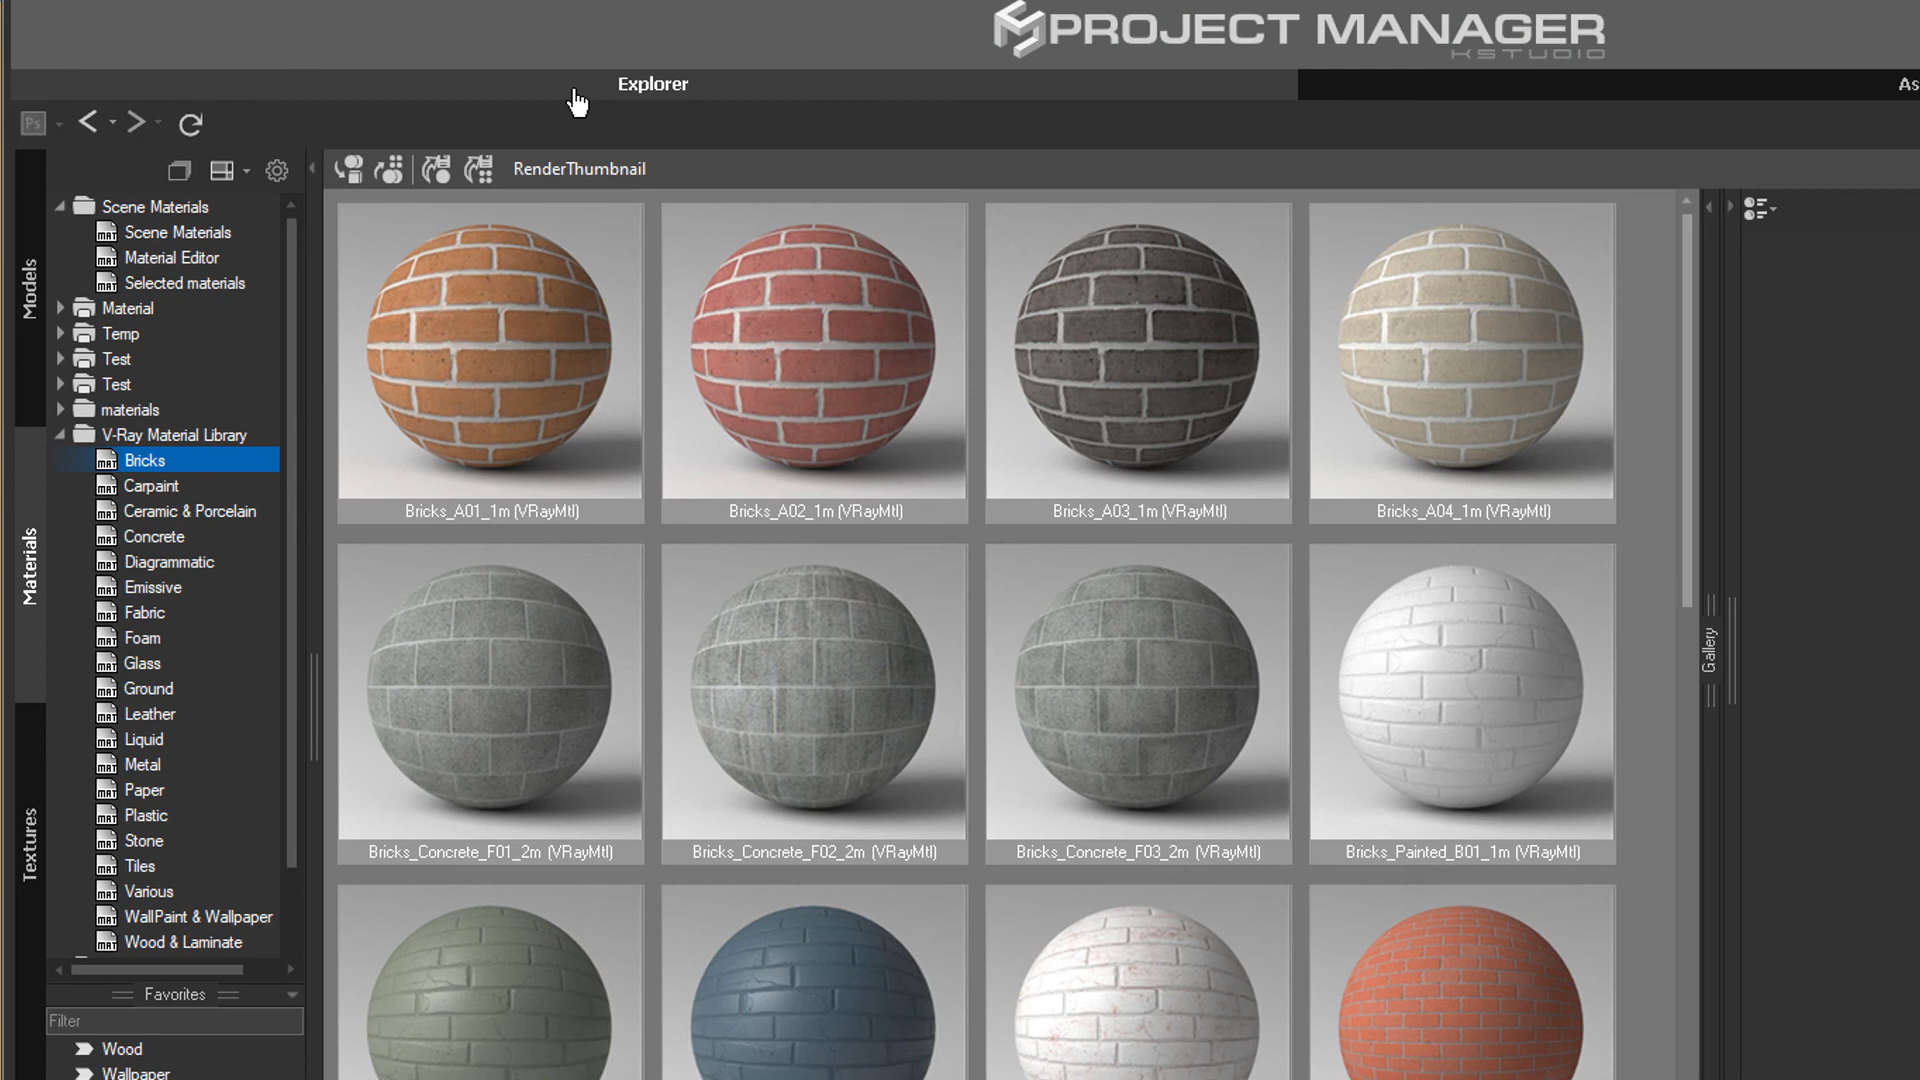 PROJECT MANAGER
KSTUDIO
Explorer
As
Ps
RenderThumbnail
Models
Materials
Textures
Scene Materials
Scene Materials
Material Editor
Selected materials
Material
Temp
Test
Test
materials
V-Ray Material Library
Bricks
Carpaint
Ceramic & Porcelain
Concrete
Diagrammatic
Emissive
Fabric
Foam
Glass
Ground
Leather
Liquid
Metal
Paper
Plastic
Stone
Tiles
Various
WallPaint & Wallpaper
Wood & Laminate
Favorites
Filter
Wood
Wallpaper
Bricks_A01_1m (VRayMtl)
Bricks_A02_1m (VRayMtl)
Bricks_A03_1m (VRayMtl)
Bricks_A04_1m (VRayMtl)
Bricks_Concrete_F01_2m (VRayMtl)
Bricks_Concrete_F02_2m (VRayMtl)
Bricks_Concrete_F03_2m (VRayMtl)
Bricks_Painted_B01_1m (VRayMtl)
Gallery